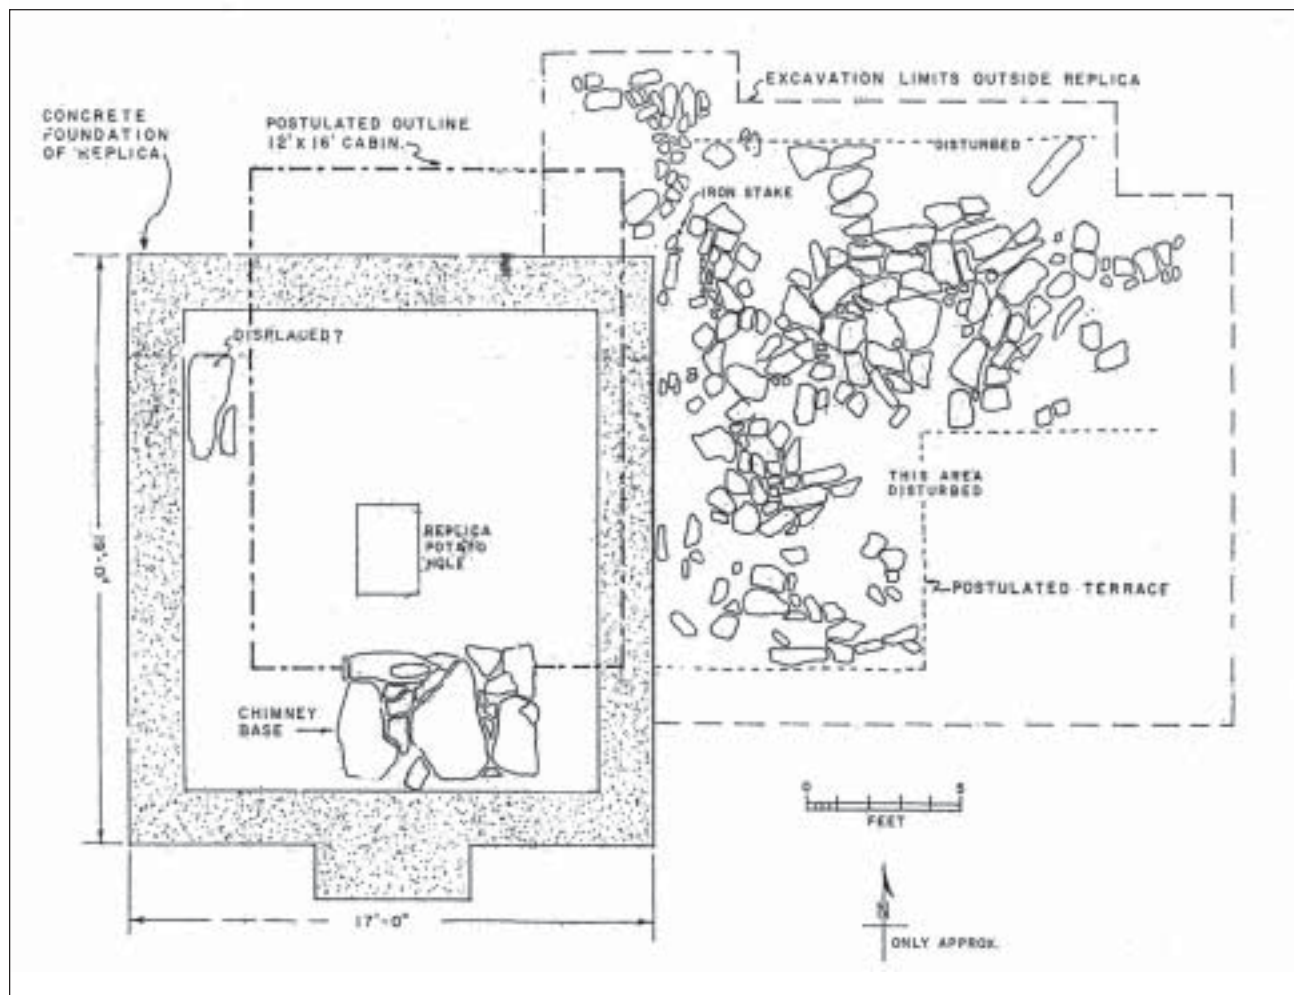 EXCAVATION LIMITS OUTSIDE REPLICA
CONCRETE
FOUNDATION
OF REPLICA
POSTULATED OUTLINE
12' X 16' CABIN.
DISTURBED
IRON STAKE
DISPLACED?
19'-0"
REPLICA
POTATO
HOLE
THIS AREA
DISTURBED
POSTULATED TERRACE
CHIMNEY
BASE
0 5
FEET
17'-0"
N
ONLY APPROX.